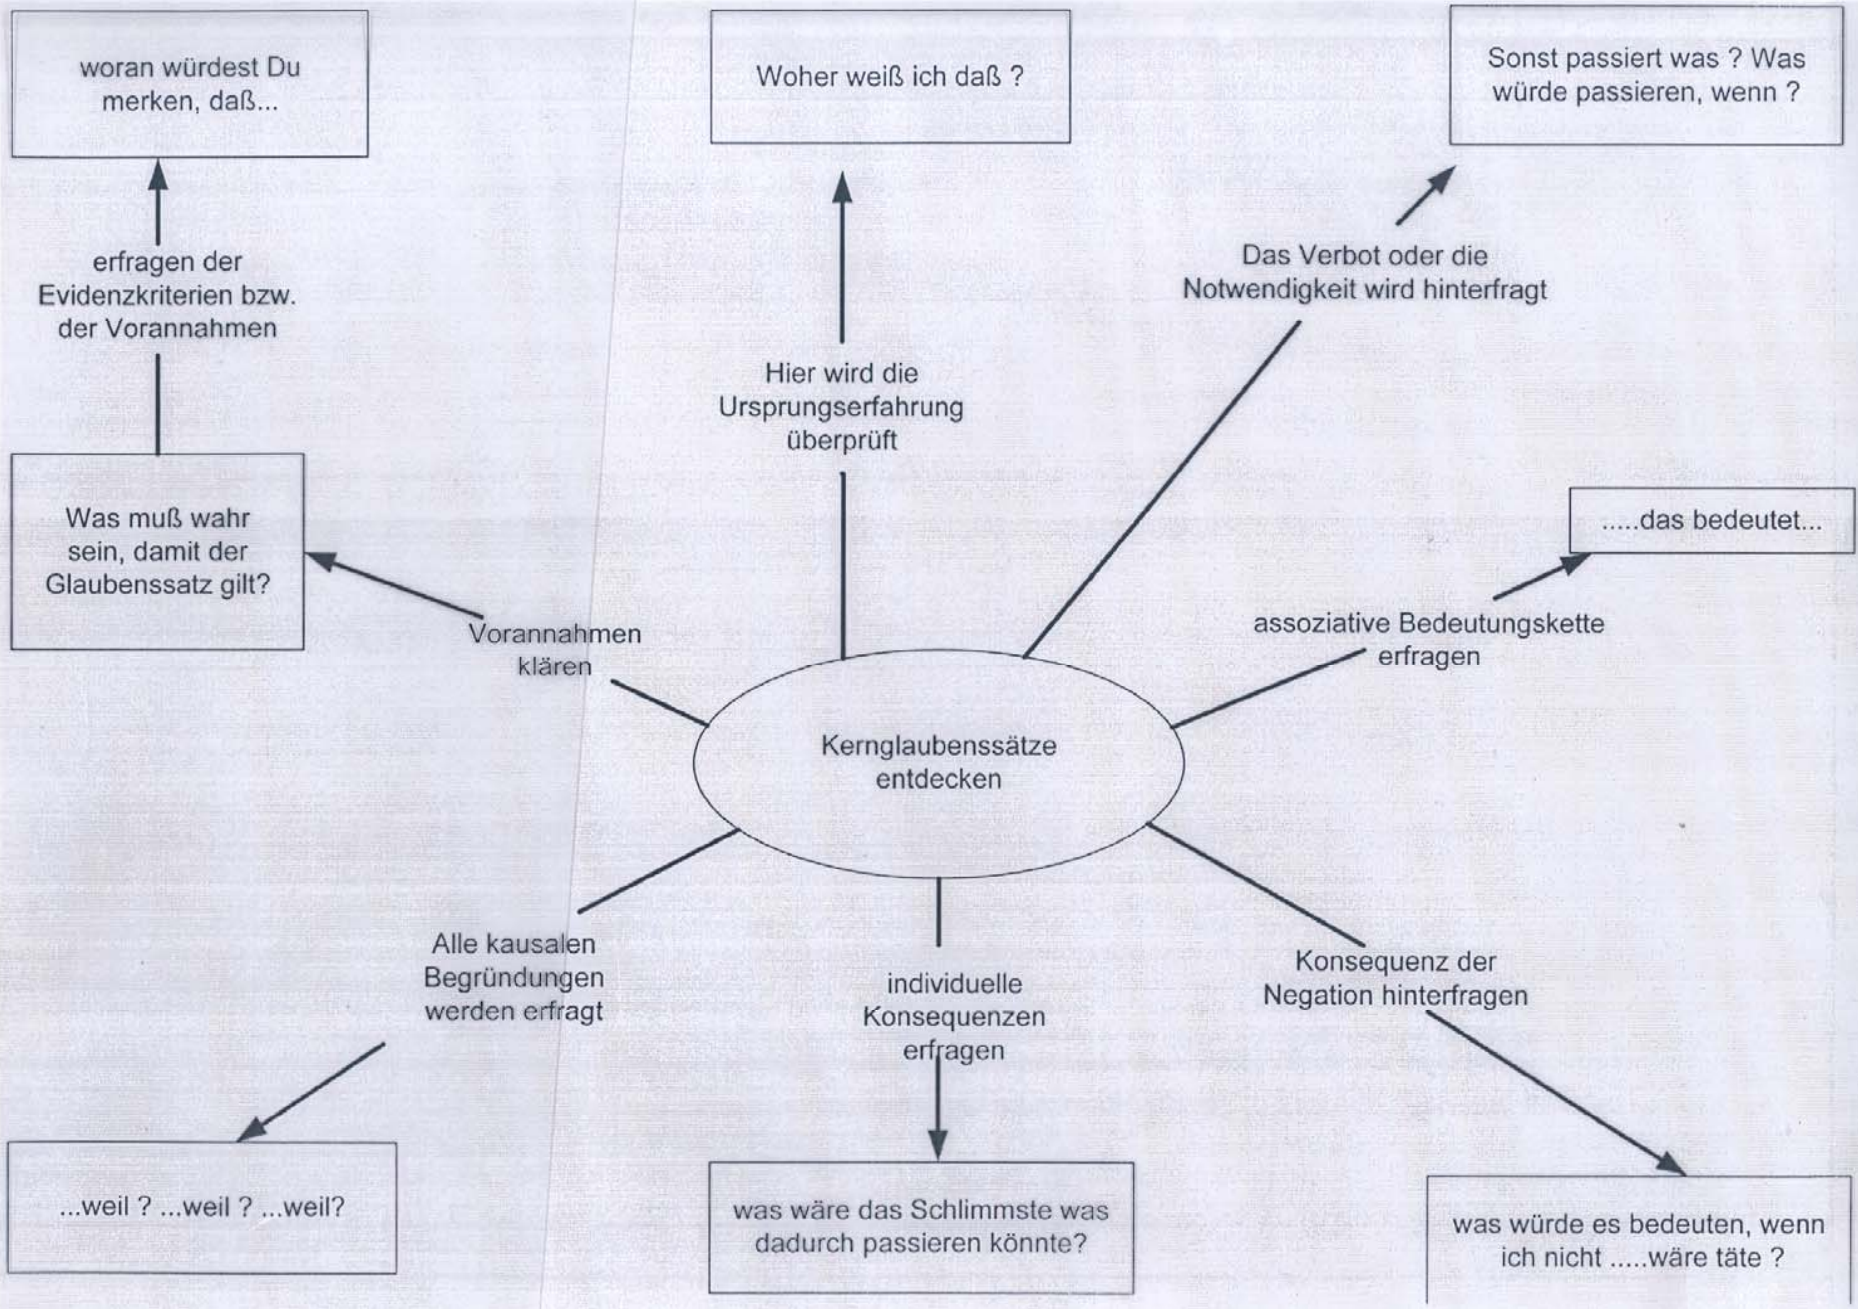 woran würdest Du
merken, daß...
Woher weiß ich daß ?
Sonst passiert was ? Was
würde passieren, wenn ?
erfragen der
Evidenzkriterien bzw.
der Vorannahmen
Hier wird die
Ursprungserfahrung
überprüft
Das Verbot oder die
Notwendigkeit wird hinterfragt
Was muß wahr
sein, damit der
Glaubenssatz gilt?
Vorannahmen
klären
.....das bedeutet...
assoziative Bedeutungskette
erfragen
Kernglaubenssätze
entdecken
Alle kausalen
Begründungen
werden erfragt
individuelle
Konsequenzen
erfragen
Konsequenz der
Negation hinterfragen
...weil ? ...weil ? ...weil?
was wäre das Schlimmste was
dadurch passieren könnte?
was würde es bedeuten, wenn
ich nicht .....wäre täte ?